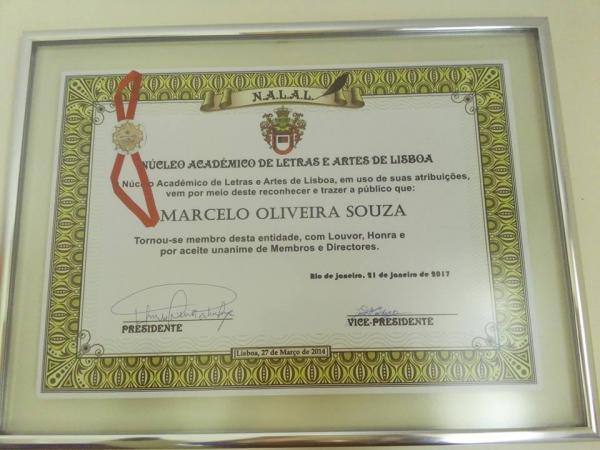 N.A.L.A.L.
NÚCLEO ACADÉMICO DE LETRAS E ARTES DE LISBOA
Núcleo Académico de Letras e Artes de Lisboa, em uso de suas atribuições,
vem por meio deste reconhecer e trazer a público que:
MARCELO OLIVEIRA SOUZA
Tornou-se membro desta entidade, com Louvor, Honra e
por aceite unanime de Membros e Directores.
Rio de janeiro, 21 de janeiro de 2017
PRESIDENTE
VICE-PRESIDENTE
Lisboa, 27 de Março de 2014